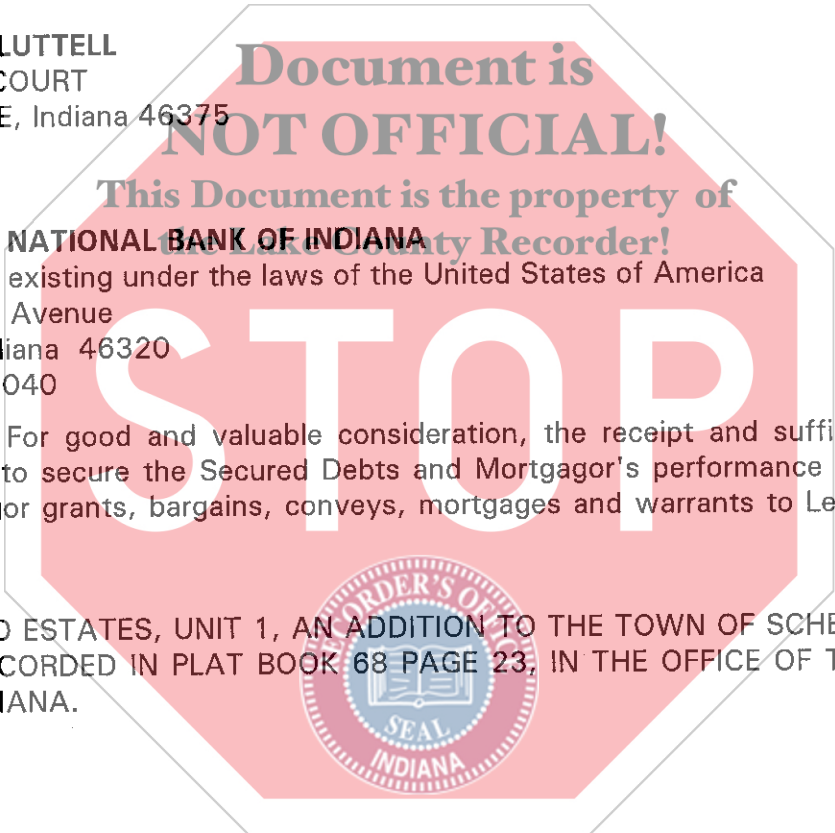 LUTTELL
Document is
COURT
E, Indiana 46375
NOT OFFICIAL!
This Document is the property of
the Lake County Recorder!
NATIONAL BANK OF INDIANA
existing under the laws of the United States of America
Avenue
diana 46320
040
STOP
For good and valuable consideration, the receipt and suffi
to secure the Secured Debts and Mortgagor's performance
or grants, bargains, conveys, mortgages and warrants to Le
RECORDER'S OFFICE
D ESTATES, UNIT 1, AN ADDITION TO THE TOWN OF SCHE
CORDED IN PLAT BOOK 68 PAGE 23, IN THE OFFICE OF T
IANA.
SEAL
INDIANA